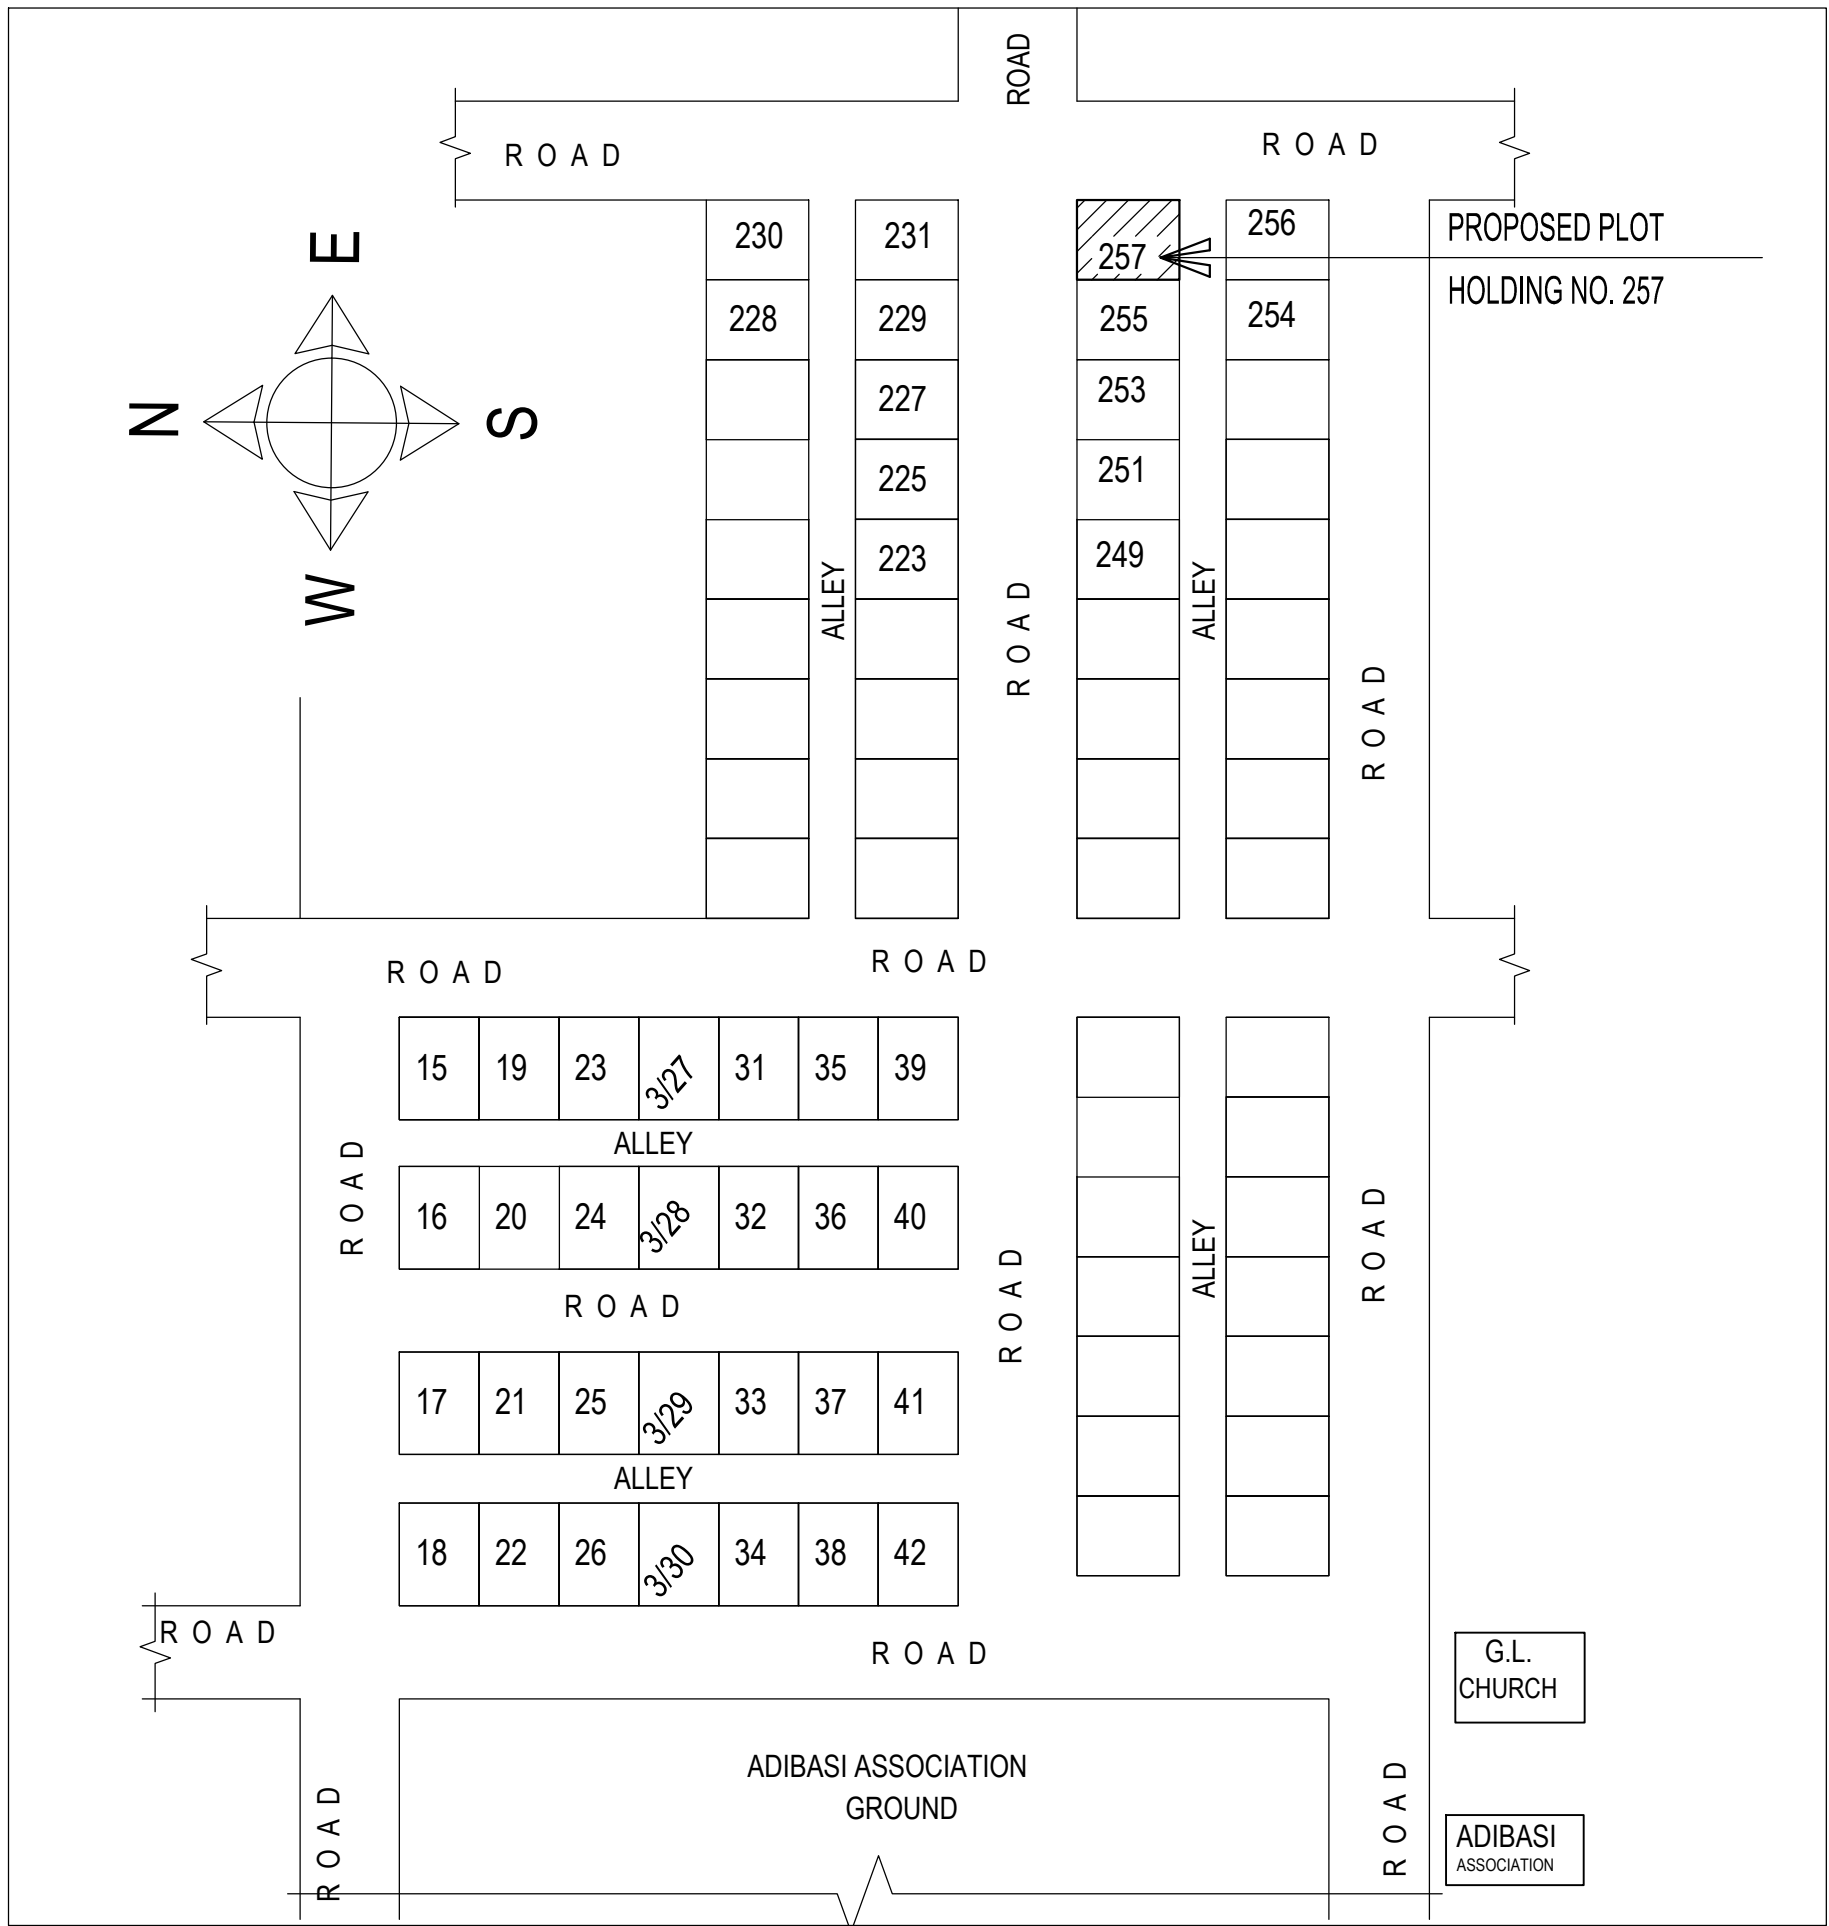 ROAD
ROAD
ROAD
230
231
257
256
PROPOSED PLOT
HOLDING NO. 257
E
N
S
W
228
229
255
254
227
253
225
251
223
249
ALLEY
ROAD
ALLEY
ROAD
ROAD
ROAD
15
19
23
3/27
31
35
39
ALLEY
ROAD
16
20
24
3/28
32
36
40
ROAD
ROAD
ALLEY
ROAD
17
21
25
3/29
33
37
41
ALLEY
18
22
26
3/30
34
38
42
ROAD
ROAD
G.L.
CHURCH
ADIBASI ASSOCIATION
GROUND
ROAD
ROAD
ADIBASI
ASSOCIATION